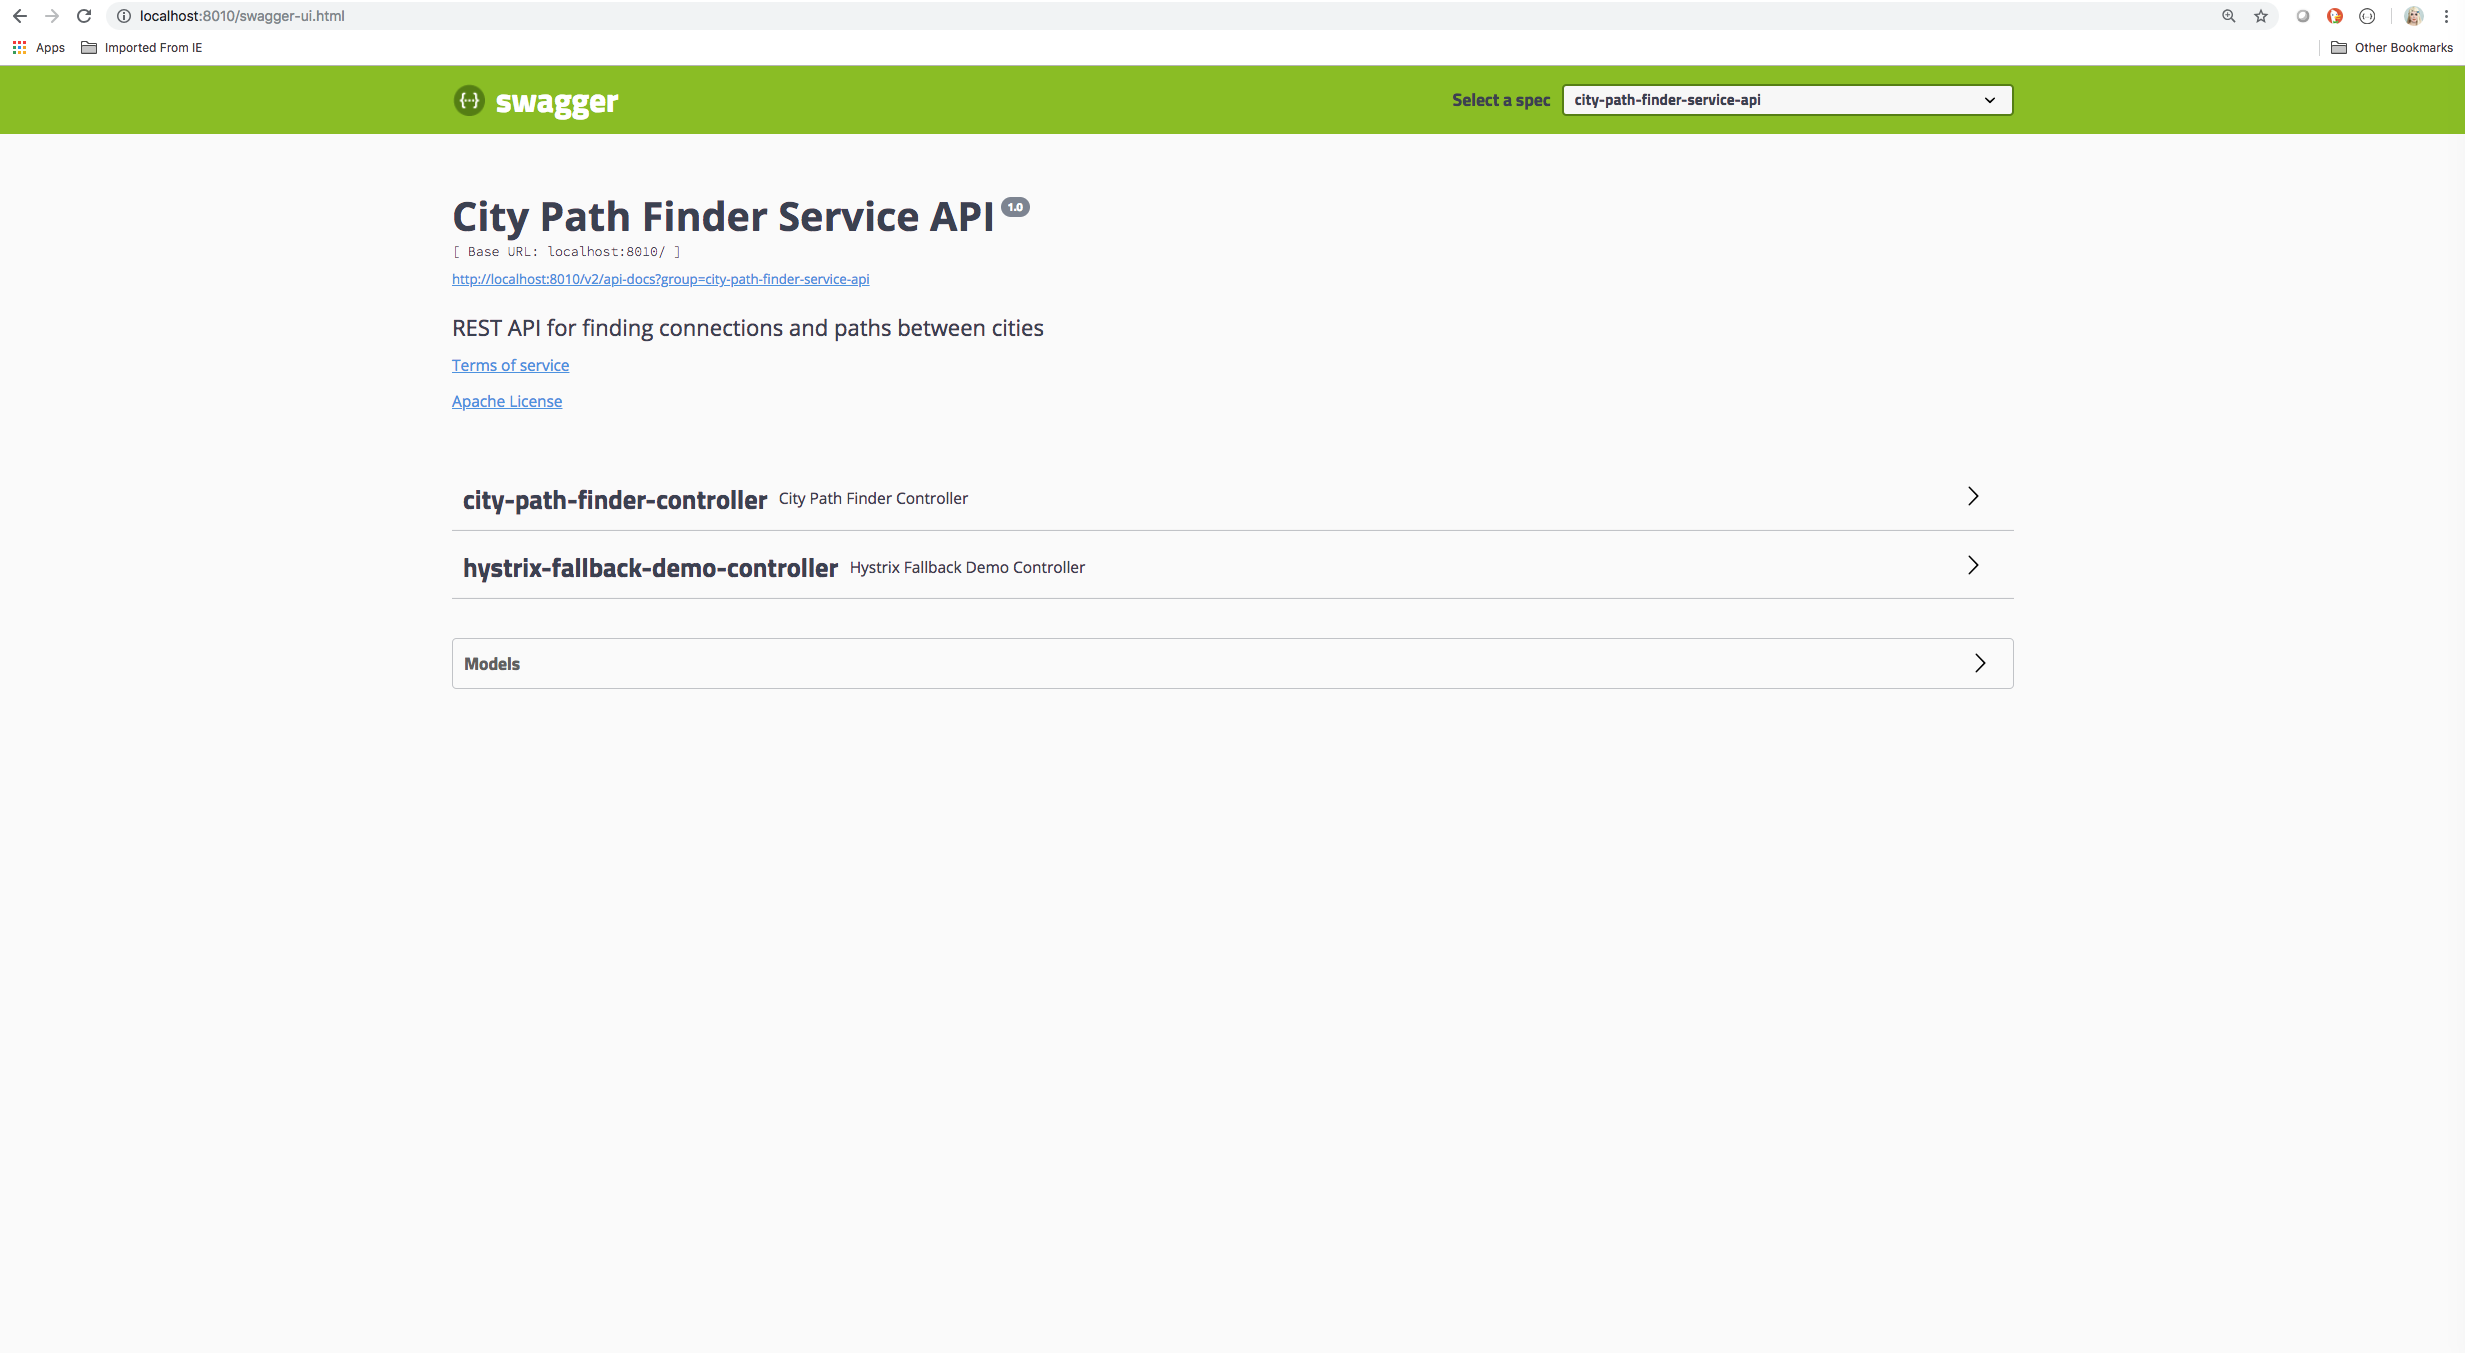 localhost:8010/swagger-ui.html
Apps Imported From IE Other Bookmarks
{...} swagger Select a spec city-path-finder-service-api
City Path Finder Service API 1.0
[ Base URL: localhost:8010/ ]
http://localhost:8010/v2/api-docs?group=city-path-finder-service-api
REST API for finding connections and paths between cities
Terms of service
Apache License
city-path-finder-controller City Path Finder Controller
hystrix-fallback-demo-controller Hystrix Fallback Demo Controller
Models